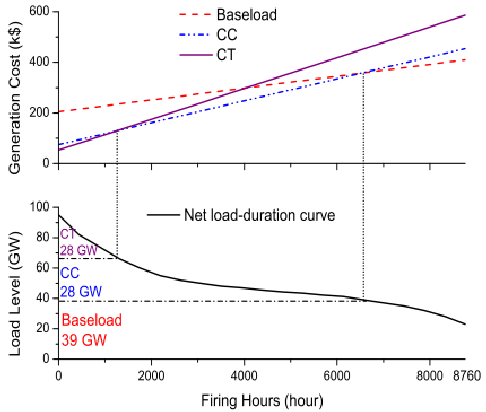 Generation Cost (k$)
600
400
200
0
Baseload
CC
CT
Load Level (GW)
100
80
60
40
20
0
Net load-duration curve
CT
28 GW
CC
28 GW
Baseload
39 GW
0
2000
4000
6000
8000
8760
Firing Hours (hour)